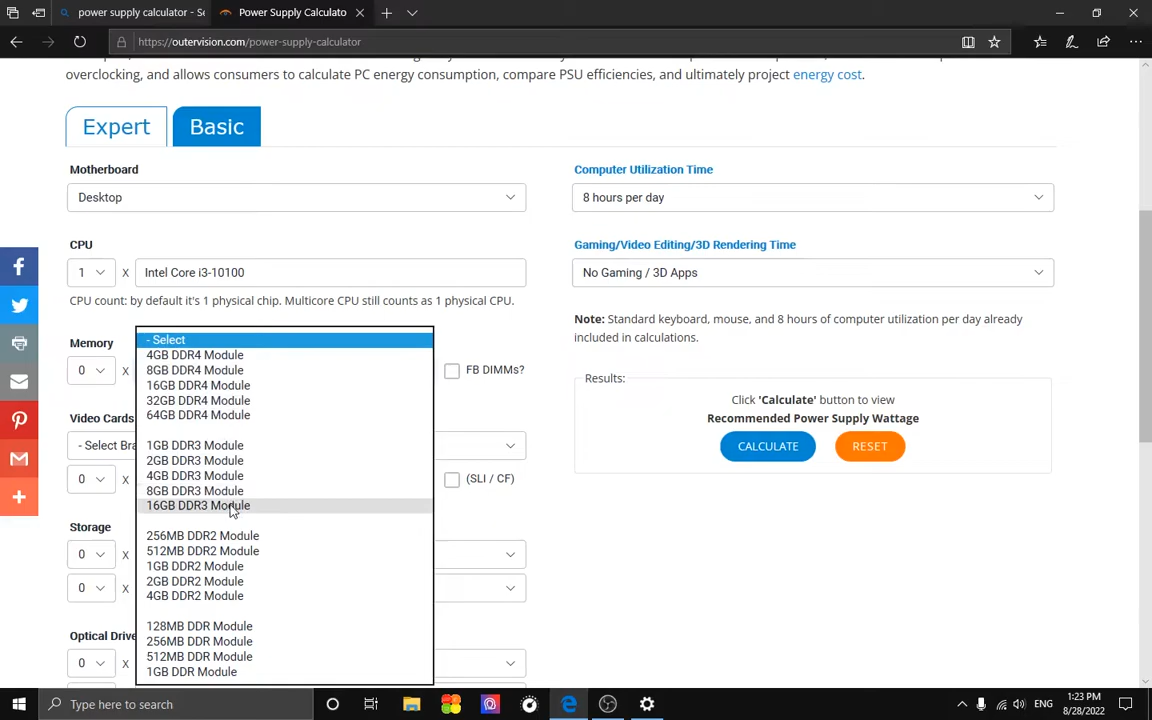 power supply calculator - Se
Power Supply Calculato
https://outervision.com/power-supply-calculator
overclocking, and allows consumers to calculate PC energy consumption, compare PSU efficiencies, and ultimately project energy cost.
Expert
Basic
Motherboard
Computer Utilization Time
Desktop
8 hours per day
CPU
Gaming/Video Editing/3D Rendering Time
1 X Intel Core i3-10100
No Gaming / 3D Apps
CPU count: by default it's 1 physical chip. Multicore CPU still counts as 1 physical CPU.
Note: Standard keyboard, mouse, and 8 hours of computer utilization per day already
included in calculations.
Memory
0 X
FB DIMMs?
- Select
4GB DDR4 Module
8GB DDR4 Module
16GB DDR4 Module
32GB DDR4 Module
64GB DDR4 Module
1GB DDR3 Module
2GB DDR3 Module
4GB DDR3 Module
8GB DDR3 Module
16GB DDR3 Module
256MB DDR2 Module
512MB DDR2 Module
1GB DDR2 Module
2GB DDR2 Module
4GB DDR2 Module
128MB DDR Module
256MB DDR Module
512MB DDR Module
1GB DDR Module
Video Cards
- Select Bra
0 X
(SLI / CF)
Storage
0 X
0 X
Optical Drive
0 X
Results:
Click 'Calculate' button to view
Recommended Power Supply Wattage
CALCULATE
RESET
Type here to search
ENG
1:23 PM
8/28/2022